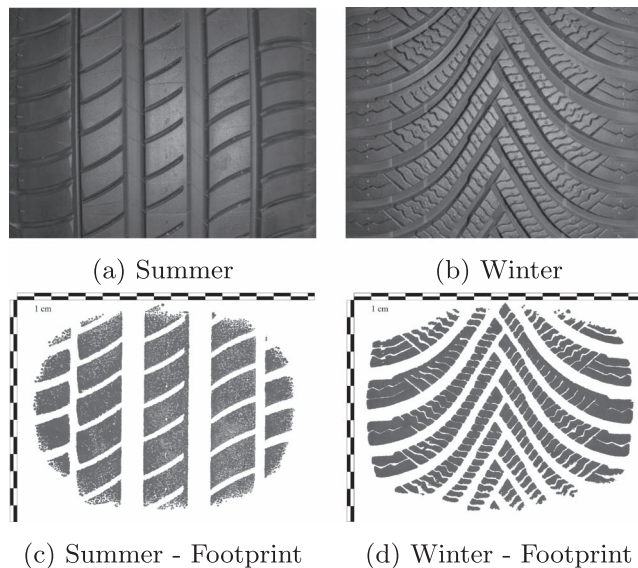 (a) Summer
(b) Winter
1 cm
1 cm
(c) Summer - Footprint
(d) Winter - Footprint